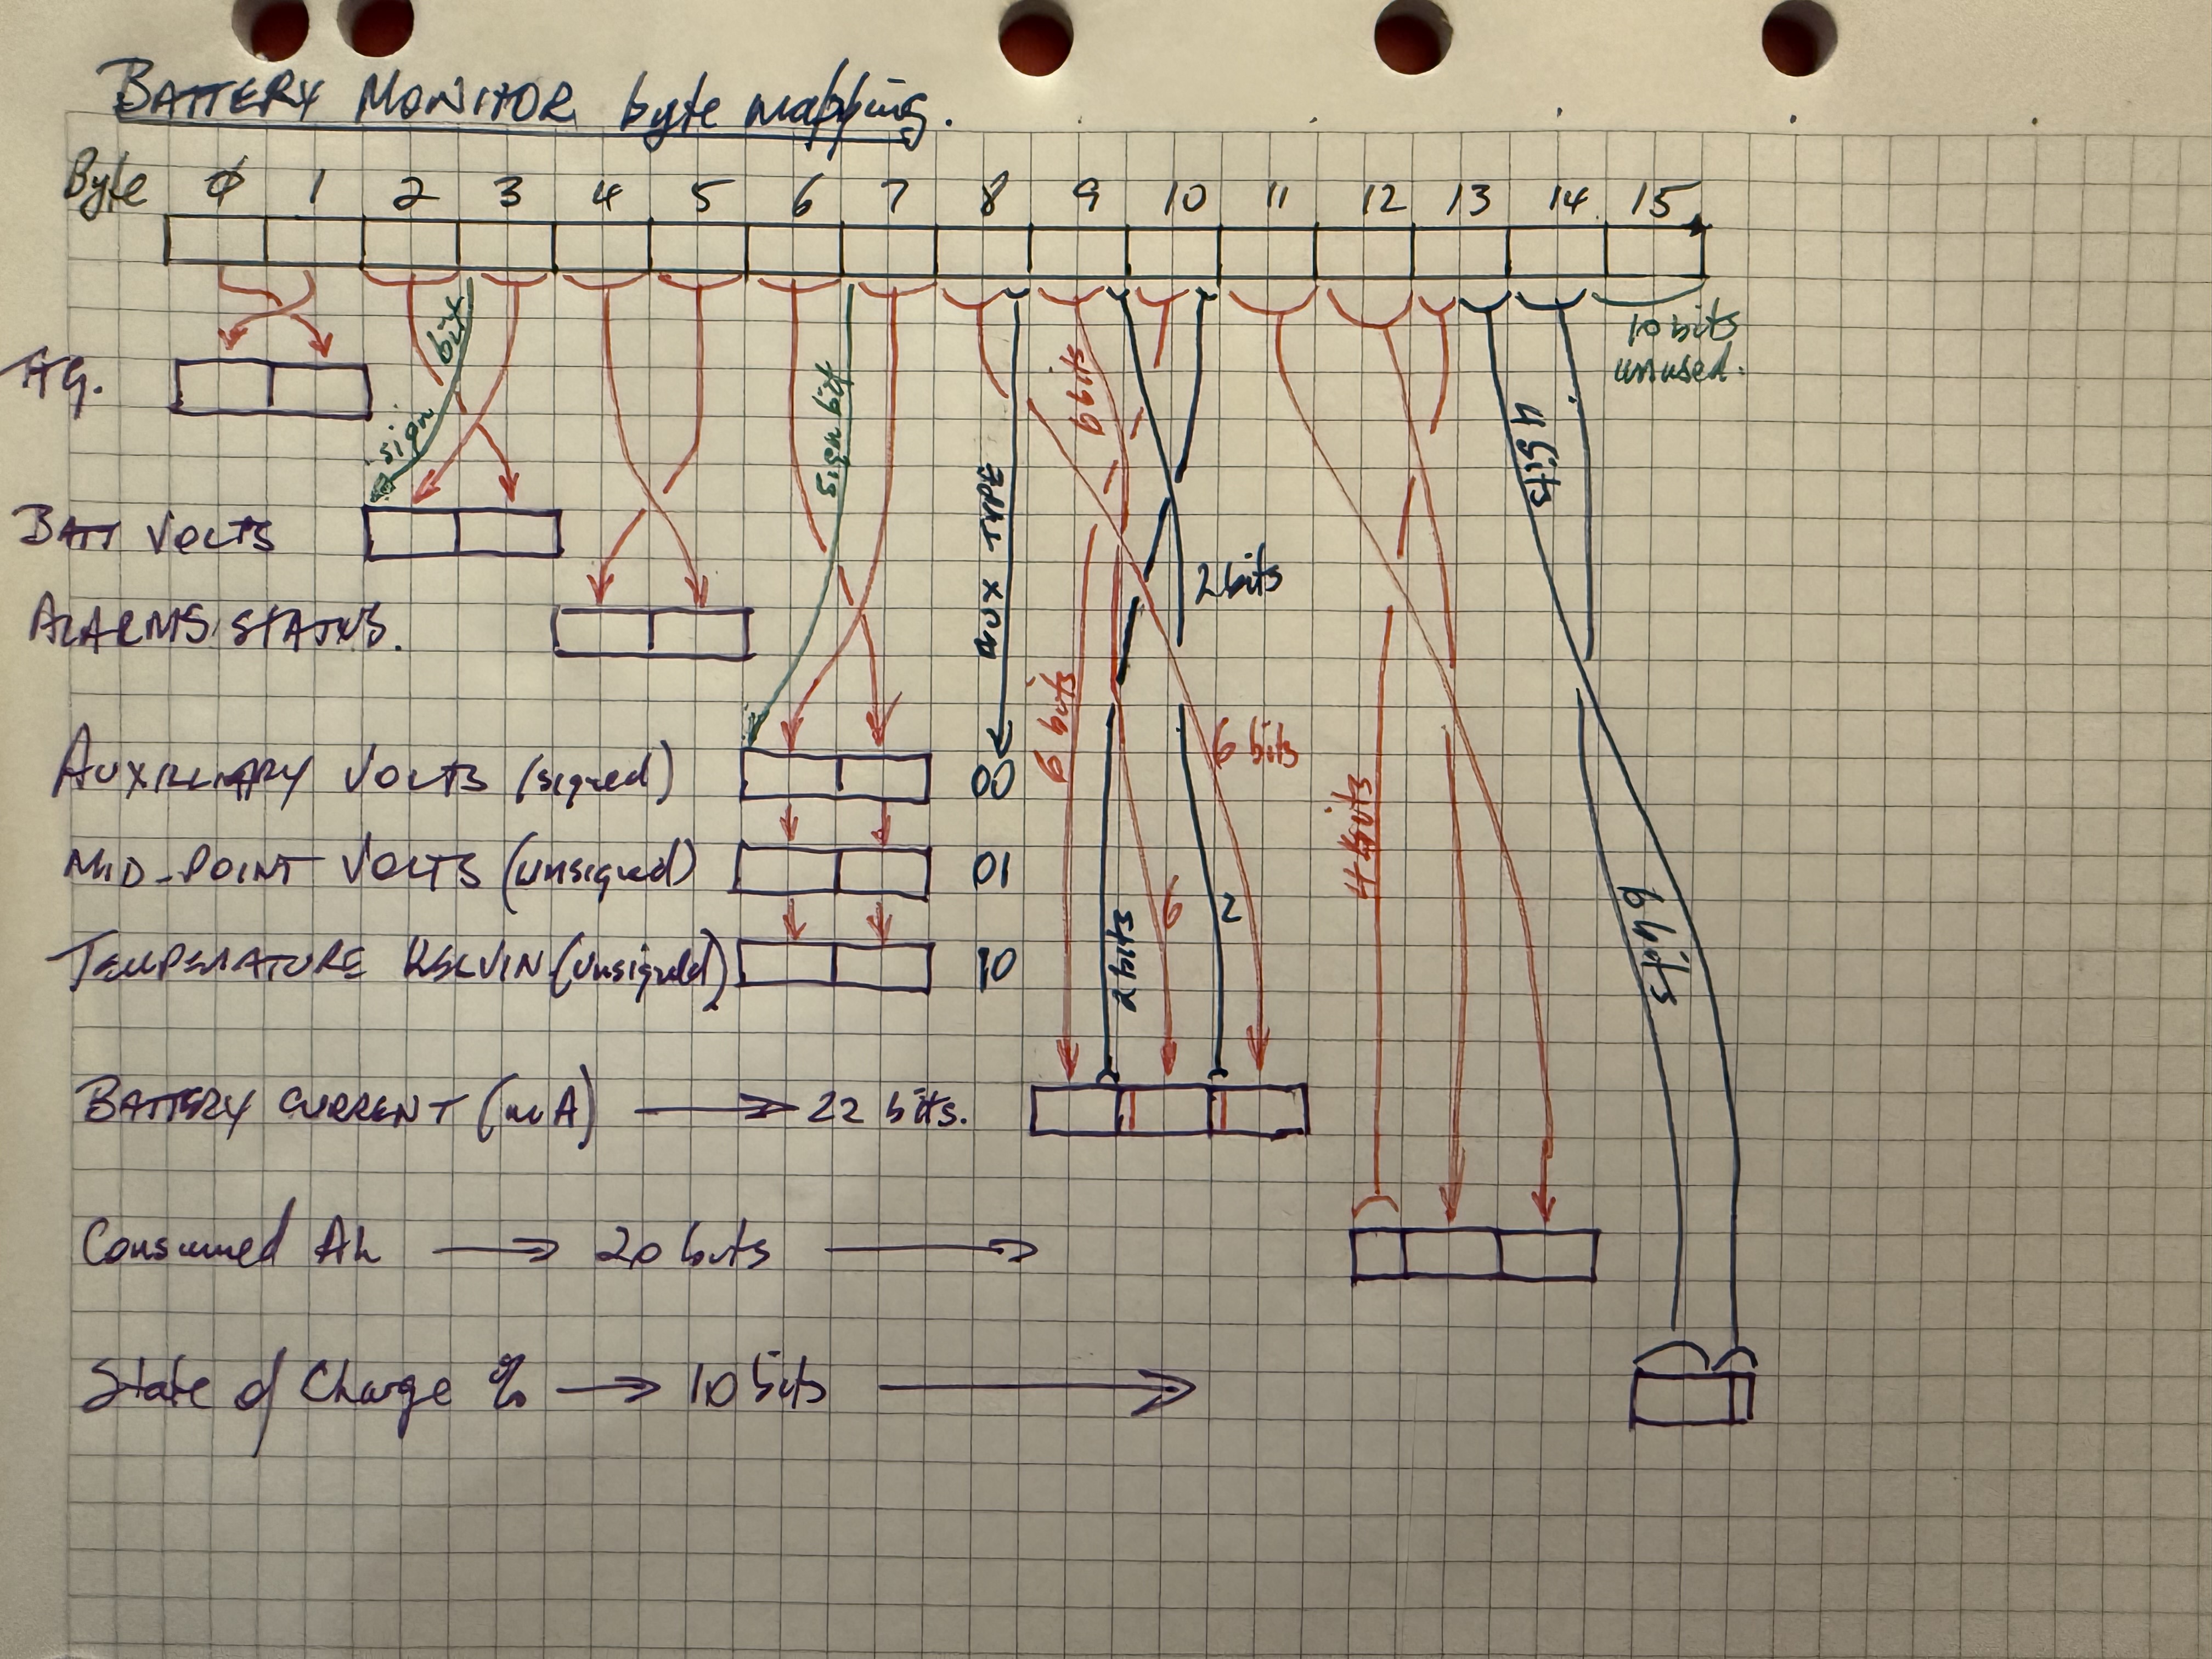 BATTERY MONITOR byte mapping.
Byte 0 1 2 3 4 5 6 7 8 9 10 11 12 13 14 15
10 bits
unused.
sign bit
sign bit
AUX TYPE
6 bits
4 bits
BATT VOLTS
2 bits
ALARMS STATUS.
6 bits
6 bits
AUXILIARY VOLTS (signed) 00
4 bits
MID-POINT VOLTS (unsigned) 01
6
2
2 bits
6 bits
TEMPERATURE KELVIN (unsigned) 10
BATTERY CURRENT (mA) → 22 bits.
Consumed Ah → 20 bits →
State of Charge % → 10 bits →